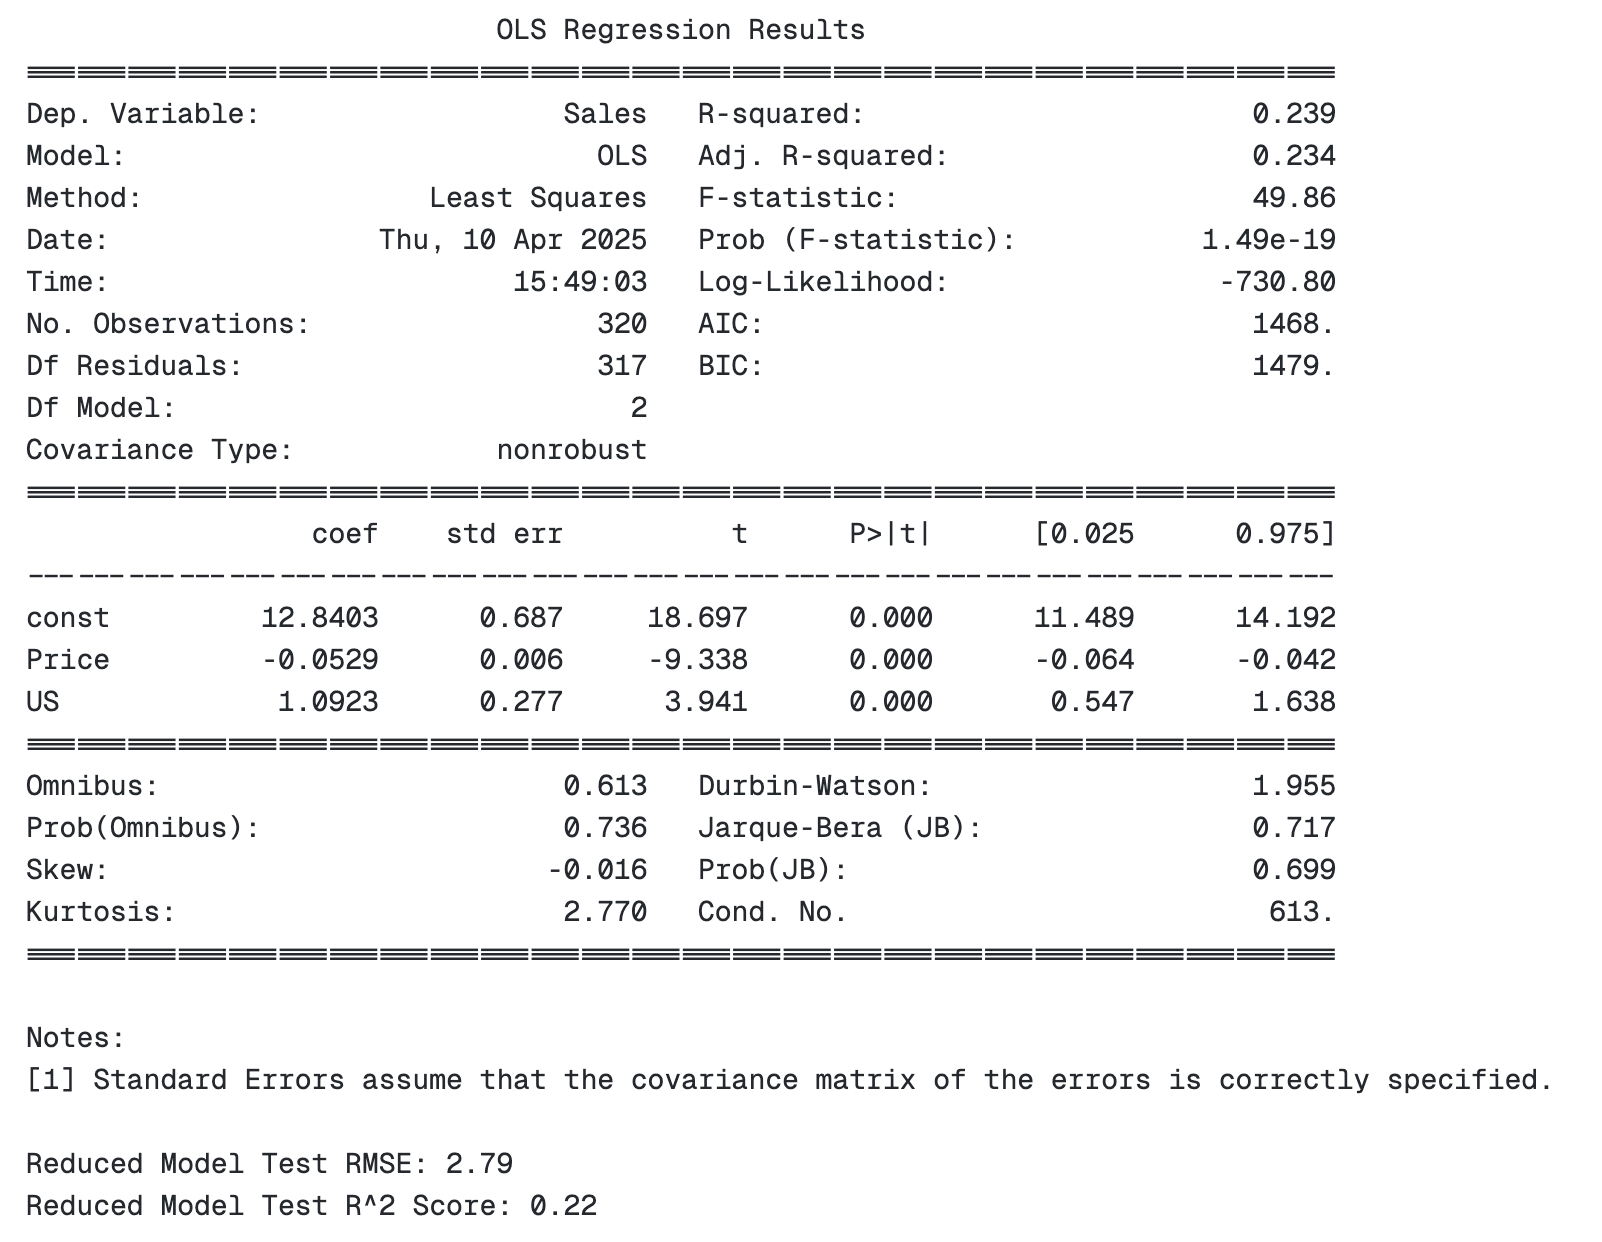 OLS Regression Results
==============================================================================
Dep. Variable:                  Sales   R-squared:                       0.239
Model:                            OLS   Adj. R-squared:                  0.234
Method:                 Least Squares   F-statistic:                     49.86
Date:                Thu, 10 Apr 2025   Prob (F-statistic):           1.49e-19
Time:                        15:49:03   Log-Likelihood:                -730.80
No. Observations:                 320   AIC:                             1468.
Df Residuals:                     317   BIC:                             1479.
Df Model:                           2
Covariance Type:            nonrobust
==============================================================================
                 coef    std err          t      P>|t|      [0.025      0.975]
------------------------------------------------------------------------------
const         12.8403      0.687     18.697      0.000      11.489      14.192
Price         -0.0529      0.006     -9.338      0.000      -0.064      -0.042
US             1.0923      0.277      3.941      0.000       0.547       1.638
==============================================================================
Omnibus:                        0.613   Durbin-Watson:                   1.955
Prob(Omnibus):                  0.736   Jarque-Bera (JB):                0.717
Skew:                          -0.016   Prob(JB):                        0.699
Kurtosis:                       2.770   Cond. No.                         613.
==============================================================================
Notes:
[1] Standard Errors assume that the covariance matrix of the errors is correctly specified.
Reduced Model Test RMSE: 2.79
Reduced Model Test R^2 Score: 0.22